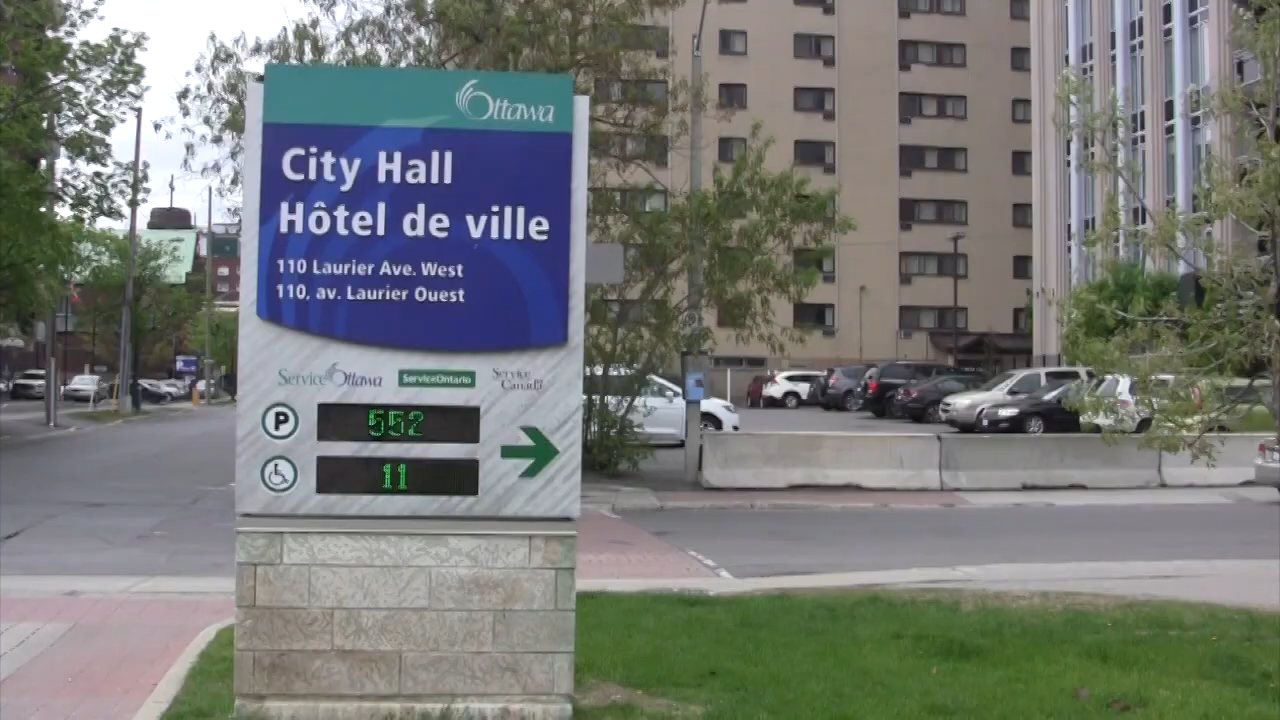 Ottawa
City Hall
Hôtel de ville
110 Laurier Ave. West
110, av. Laurier Ouest
ServiceOttawa ServiceOntario Service Canada
P 552
11